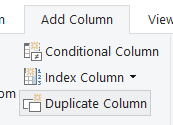 Add Column
Conditional Column
Index Column
Duplicate Column